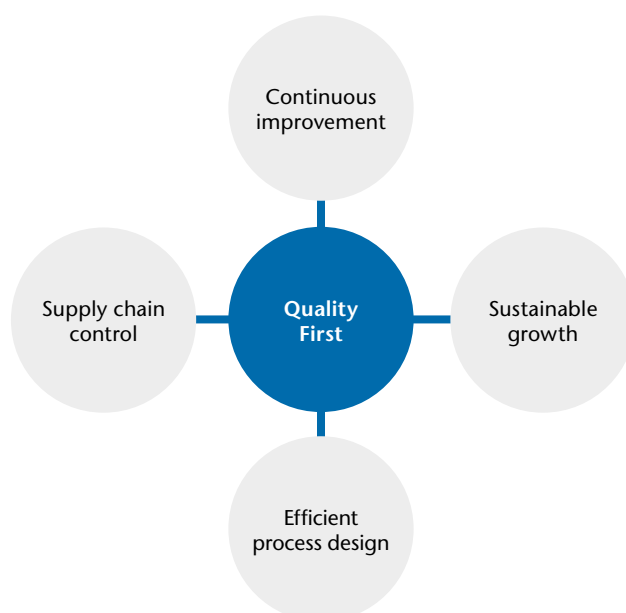 Continuous
improvement
Supply chain
control
Quality
First
Sustainable
growth
Efficient
process design